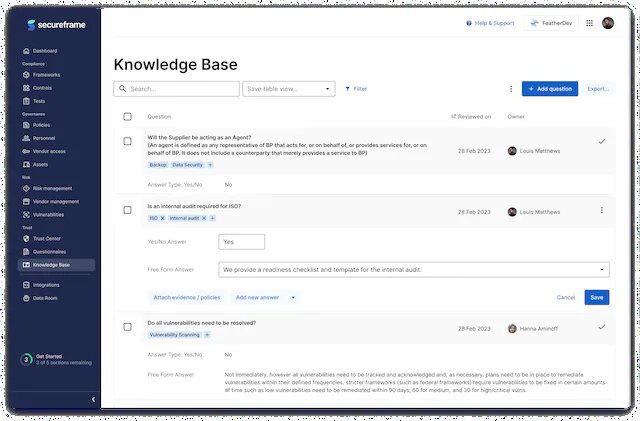 secureframe
Help & Support
FeatherDev
Dashboard
Compliance
Frameworks
Controls
Tests
Governance
Policies
Personnel
Vendor access
Assets
Risk
Risk management
Vendor management
Vulnerabilities
Trust
Trust Center
Questionnaires
Knowledge Base
Integrations
Data Room
3
Get Started
3 of 5 sections remaining
Knowledge Base
Search...
Save table view...
Filter
+ Add question
Export...
Question
Reviewed on
Owner
Will the Supplier be acting as an Agent?
(An agent is defined as any representative of BP that acts for, or on behalf of, or provides services for, or on
behalf of BP. It does not include a counterparty that merely provides a service to BP)
Backup Data Security +
28 Feb 2023
Louis Matthews
Answer Type: Yes/No No
Is an internal audit required for ISO?
ISO X Internal audit X +
28 Feb 2023
Louis Matthews
Yes/No Answer
Yes
Free Form Answer
We provide a readiness checklist and template for the internal audit.
Attach evidence / policies
Add new answer
Cancel
Save
Do all vulnerabilities need to be resolved?
Vulnerability Scanning +
28 Feb 2023
Hanna Aminoff
Answer Type: Yes/No No
Free Form Answer
Not immediately, however all vulnerabilities need to be tracked and acknowledged and, as necessary, plans need to be in place to remediate
vulnerabilities within their defined frequencies. stricter frameworks (such as federal frameworks) require vulnerabilities to be fixed in certain amounts
of time such as low vulnerabilities need to be remediated within 90 days, 60 for medium, and 30 for high/critical vulns.